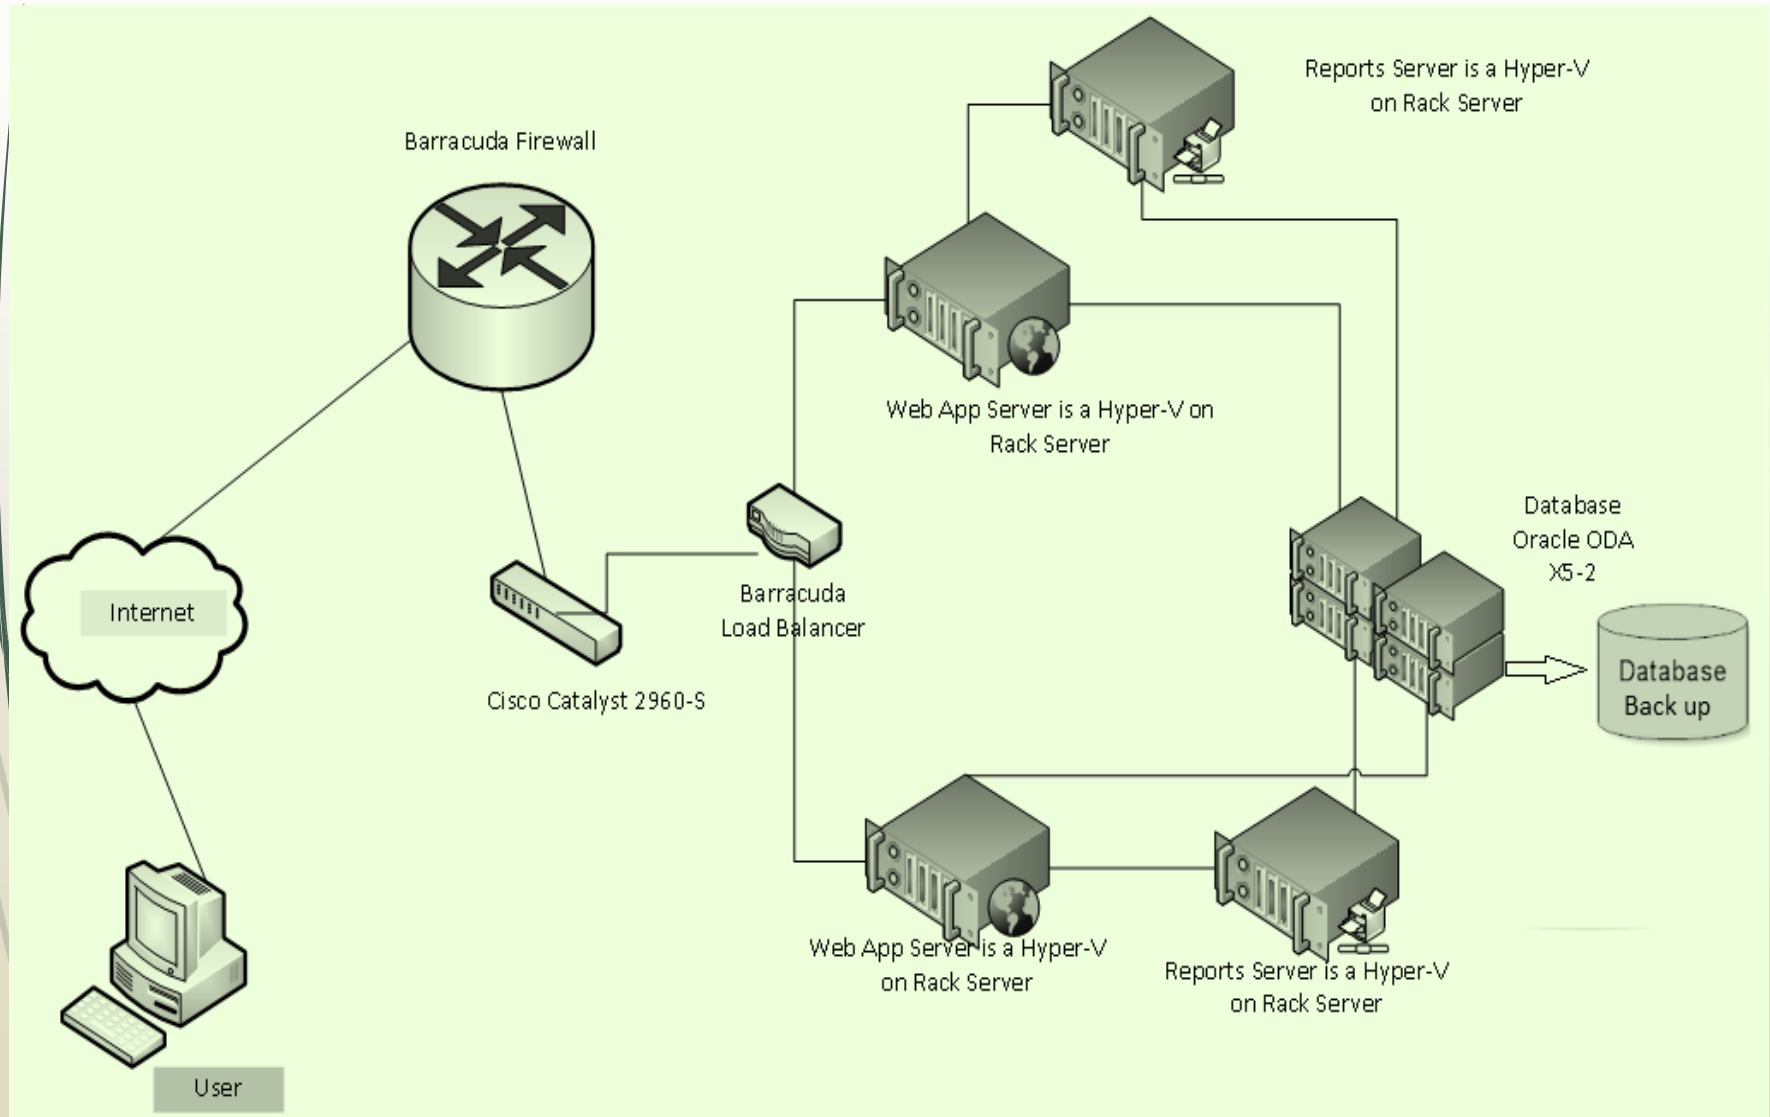 Reports Server is a Hyper-V
on Rack Server
Barracuda Firewall
Web App Server is a Hyper-V on
Rack Server
Database
Oracle ODA
X5-2
Barracuda
Load Balancer
Internet
Database
Back up
Cisco Catalyst 2960-S
Web App Server is a Hyper-V
on Rack Server
Reports Server is a Hyper-V
on Rack Server
User